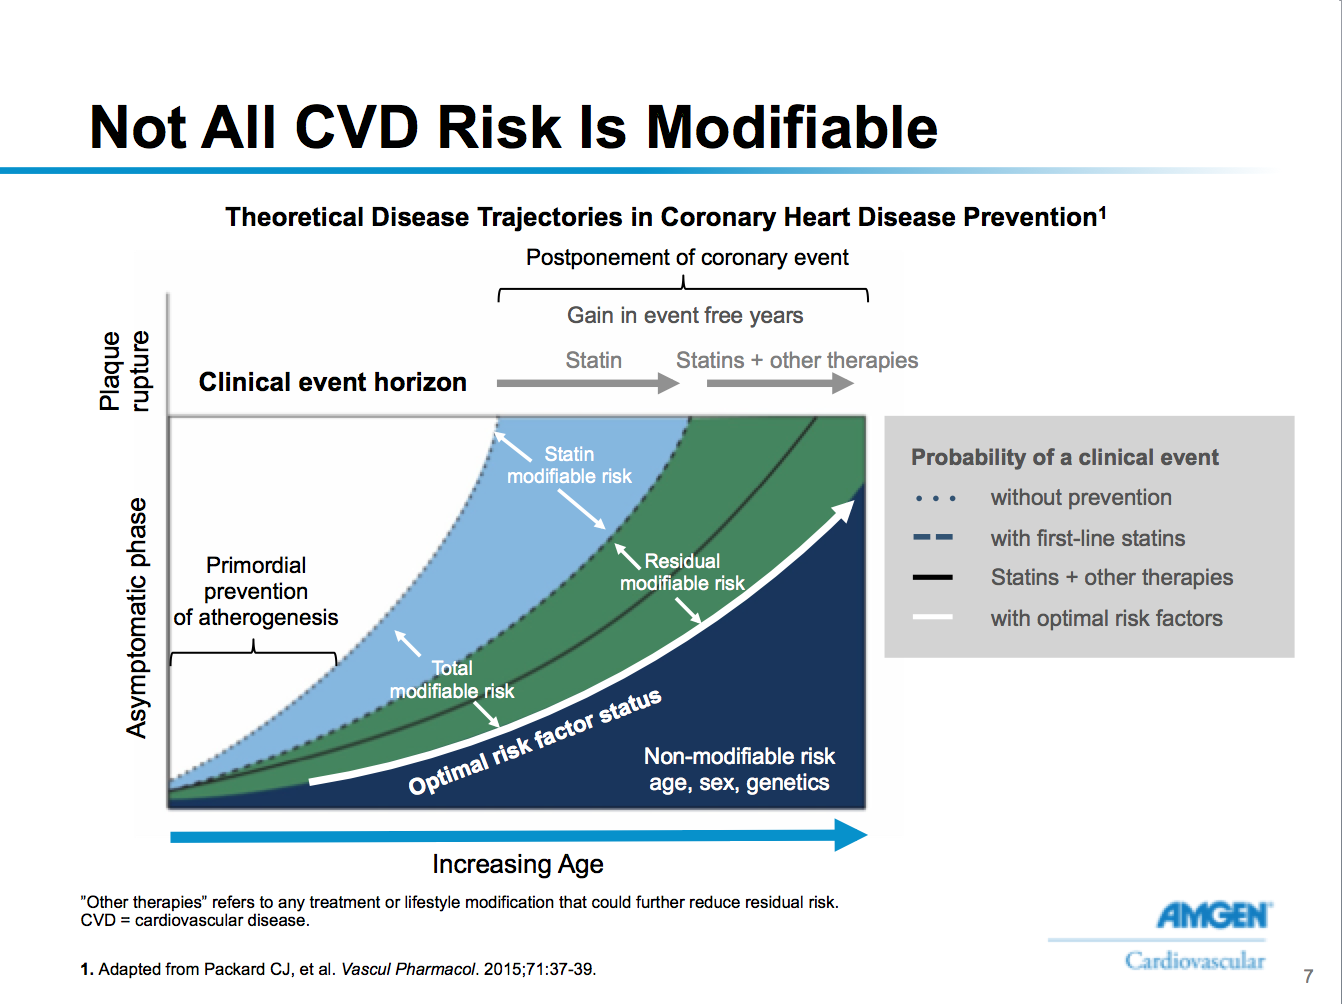 Not All CVD Risk Is Modifiable
Theoretical Disease Trajectories in Coronary Heart Disease Prevention1
Postponement of coronary event
Gain in event free years
Statin
Statins + other therapies
Plaque
rupture
Clinical event horizon
Asymptomatic phase
Statin
modifiable risk
Primordial
prevention
of atherogenesis
Residual
modifiable risk
Total
modifiable risk
Optimal risk factor status
Non-modifiable risk
age, sex, genetics
Increasing Age
Probability of a clinical event
without prevention
with first-line statins
Statins + other therapies
with optimal risk factors
”Other therapies” refers to any treatment or lifestyle modification that could further reduce residual risk.
CVD = cardiovascular disease.
1. Adapted from Packard CJ, et al. Vascul Pharmacol. 2015;71:37-39.
AMGEN®
Cardiovascular
7